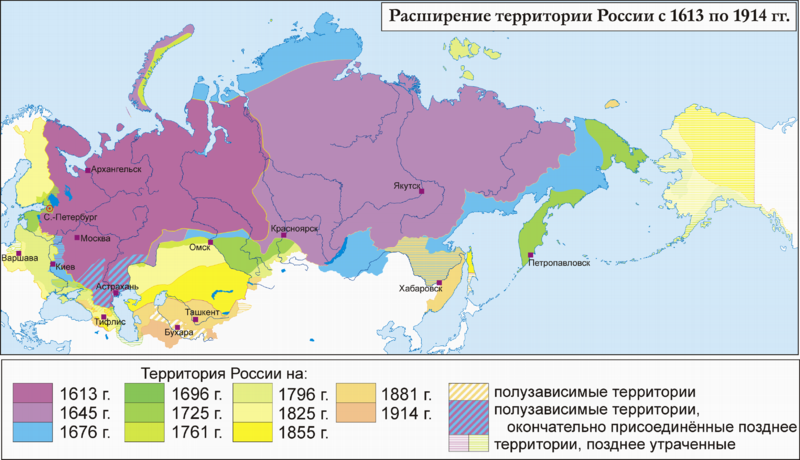 Расширение территории России с 1613 по 1914 гг.
Архангельск
Якутск
С.-Петербург
Москва
Красноярск
Омск
Варшава
Киев
Петропавловск
Астрахань
Хабаровск
Ташкент
Тифлис
Бухара
Территория России на:
1613 г.
1645 г.
1676 г.
1696 г.
1725 г.
1761 г.
1796 г.
1825 г.
1855 г.
1881 г.
1914 г.
полузависимые территории
полузависимые территории,
окончательно присоединённые позднее
территории, позднее утраченные